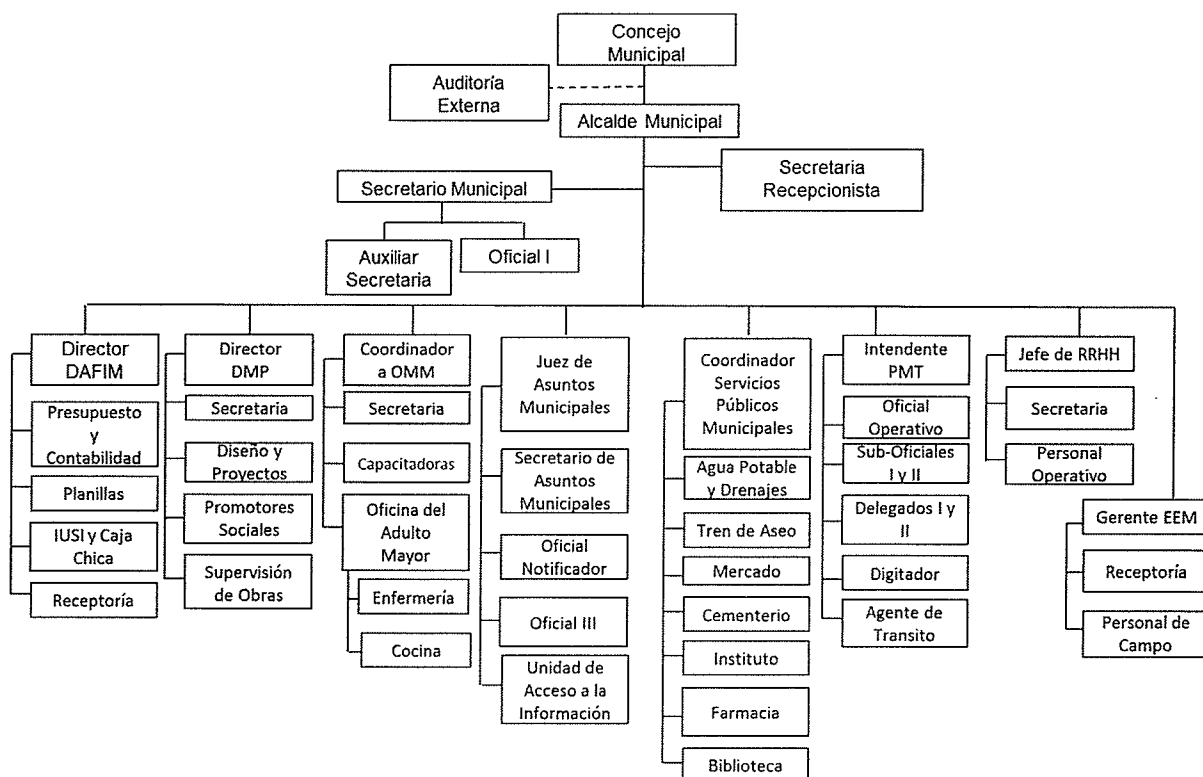 Concejo
Municipal
Auditoría
Externa
Alcalde Municipal
Secretaria
Recepcionista
Secretario Municipal
Auxiliar
Secretaria
Oficial I
Director
DAFIM
Presupuesto
y
Contabilidad
Planillas
IUSI y Caja
Chica
Receptoría
Director
DMP
Secretaria
Diseño y
Proyectos
Promotores
Sociales
Supervisión
de Obras
Coordinador
a OMM
Secretaria
Capacitadoras
Oficina del
Adulto
Mayor
Enfermería
Cocina
Juez de
Asuntos
Municipales
Secretario de
Asuntos
Municipales
Oficial
Notificador
Oficial III
Unidad de
Acceso a la
Información
Coordinador
Servicios
Públicos
Municipales
Agua Potable
y Drenajes
Tren de Aseo
Mercado
Cementerio
Instituto
Farmacia
Biblioteca
Intendente
PMT
Oficial
Operativo
Sub-Oficiales
I y II
Delegados I y
II
Digitador
Agente de
Transito
Jefe de RRHH
Secretaria
Personal
Operativo
Gerente EEM
Receptoría
Personal de
Campo